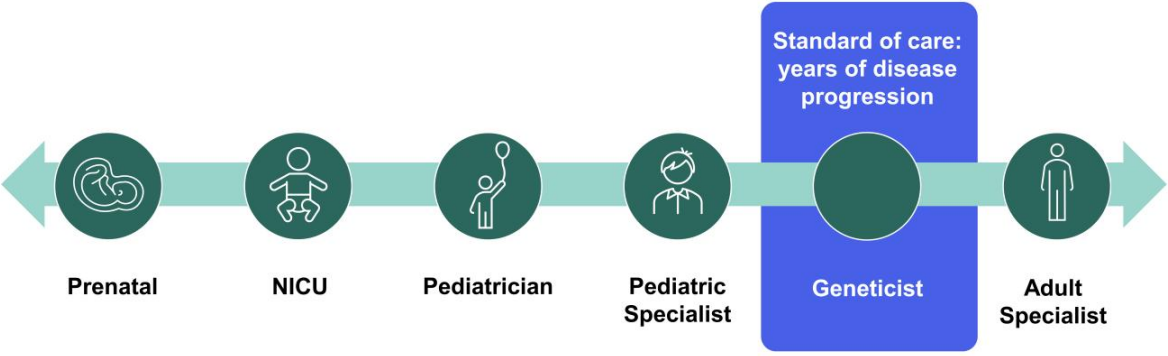 Standard of care:
years of disease
progression
Prenatal
NICU
Pediatrician
Pediatric
Specialist
Geneticist
Adult
Specialist